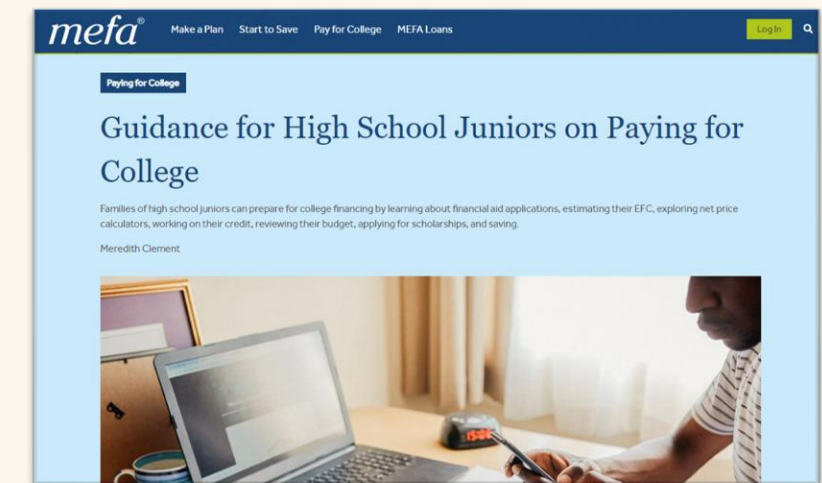 mefa®
Make a Plan Start to Save Pay for College MEFA Loans
Log In
Paying for College
Guidance for High School Juniors on Paying for
College
Families of high school juniors can prepare for college financing by learning about financial aid applications, estimating their EFC, exploring net price
calculators, working on their credit, reviewing their budget, applying for scholarships, and saving.
Meredith Clement